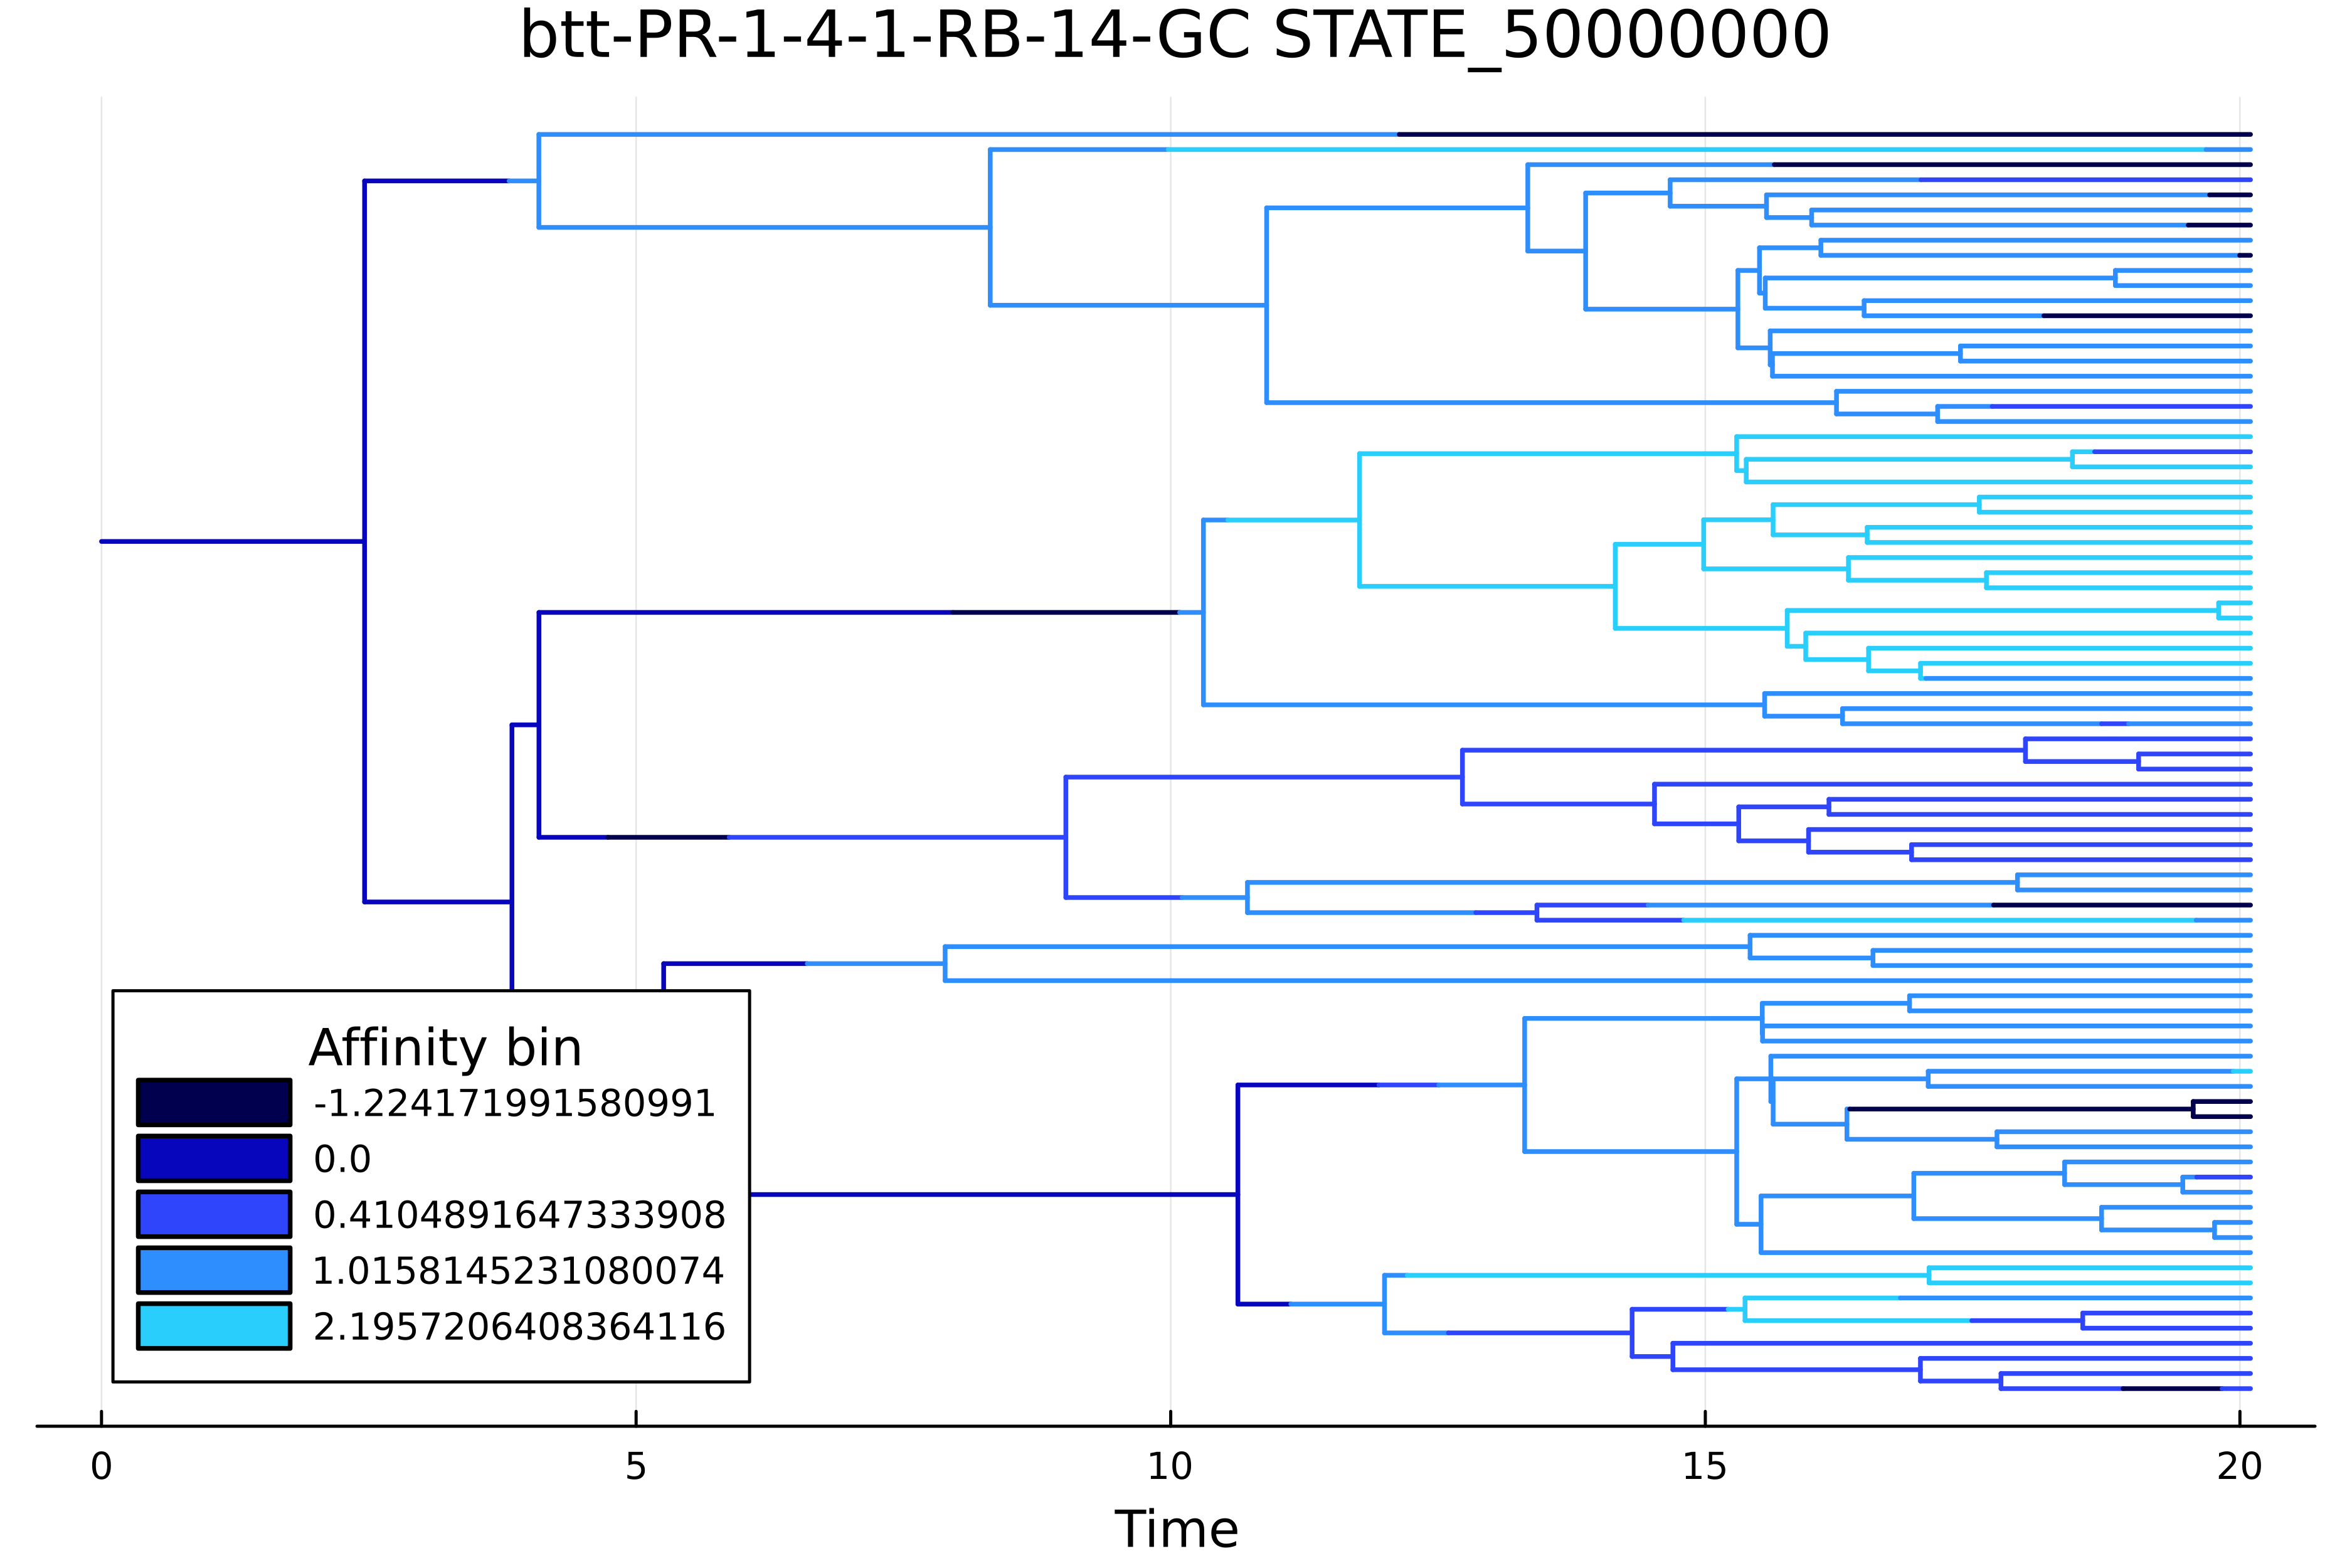 btt-PR-1-4-1-RB-14-GC STATE_50000000
Affinity bin
-1.224171991580991
0.0
0.4104891647333908
1.0158145231080074
2.1957206408364116
0 5 10 15 20
Time